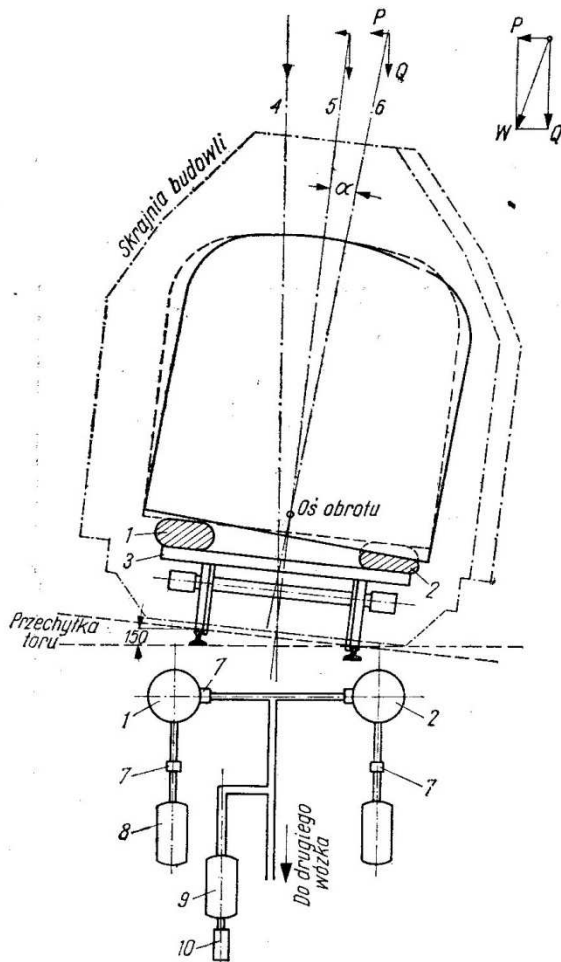 P
P
Q
4
5
6
W
Q
α
Skrajnia budowli
Oś obrotu
1
3
2
Przechyłka
toru
150
7
1
2
7
7
8
9
Do drugiego
wózka
10